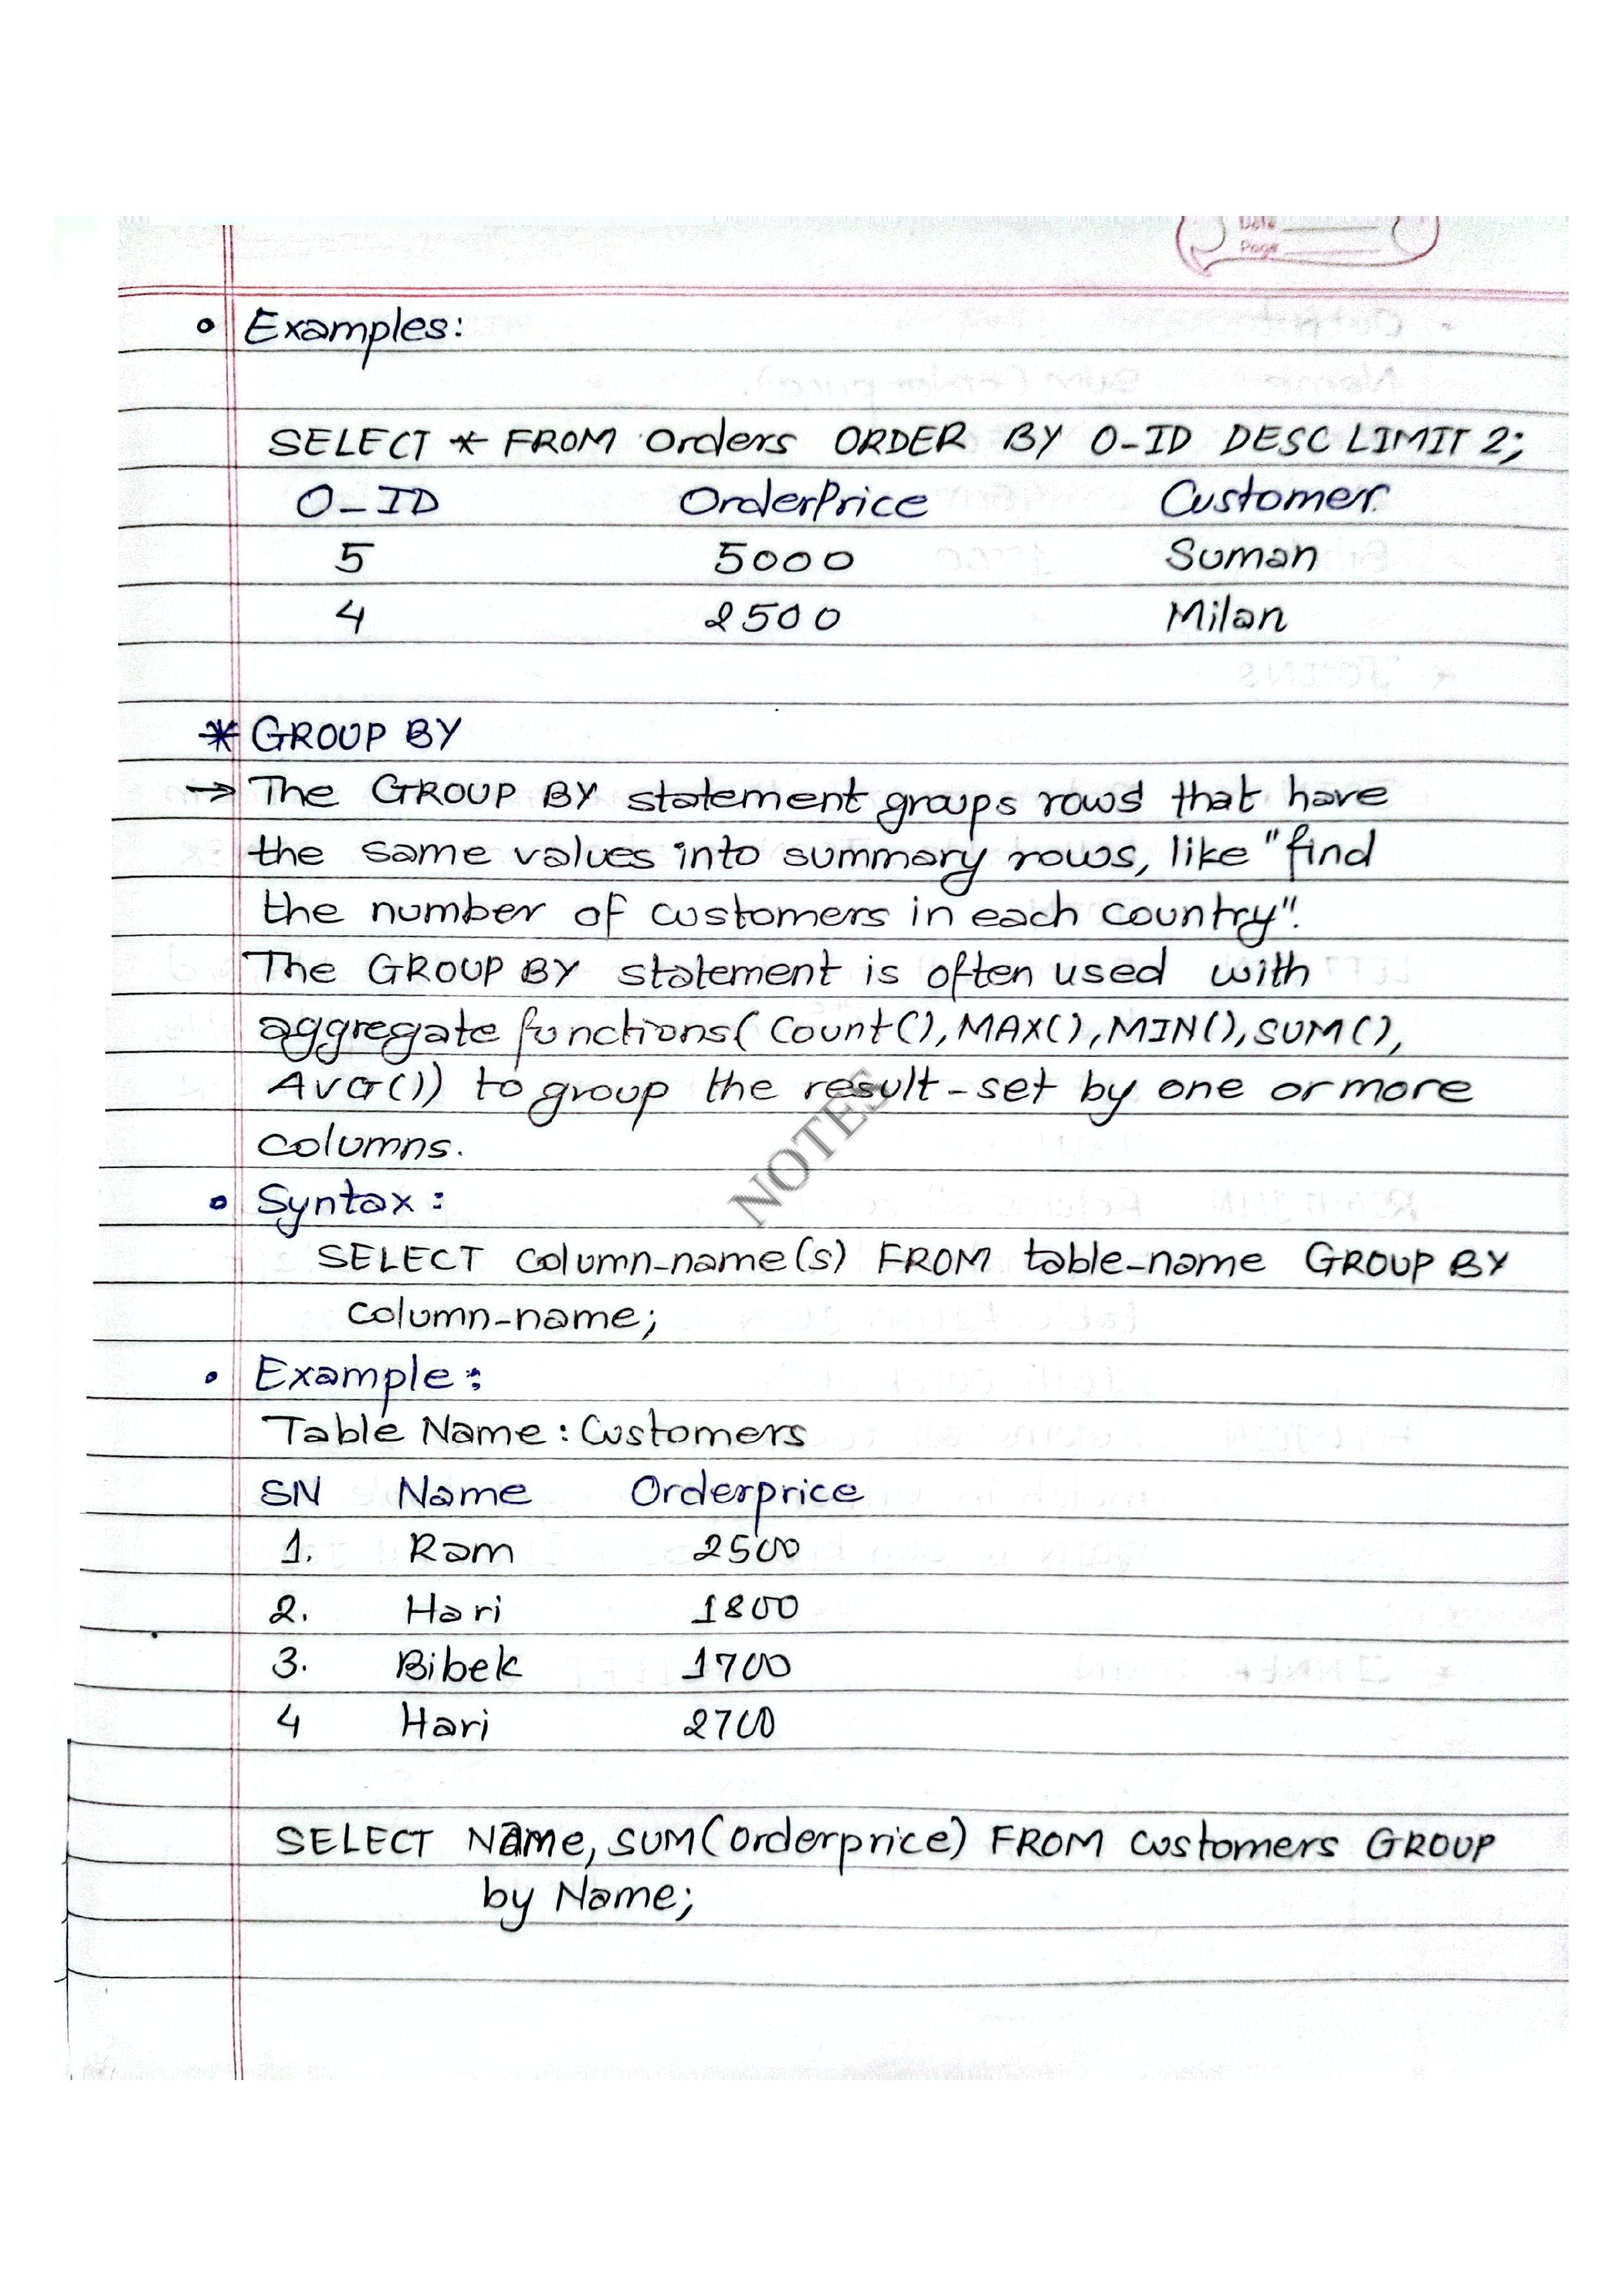 Date
Page
• Examples:
SELECT * FROM Orders ORDER BY O-ID DESC LIMIT 2;
O-ID OrderPrice Customer.
5 5000 Suman
4 2500 Milan
* GROUP BY
→ The GROUP BY statement groups rows that have
the same values into summary rows, like "find
the number of customers in each country".
The GROUP BY statement is often used with
aggregate functions( Count(), MAX(), MIN(), SUM(),
AVG()) to group the result-set by one or more
columns.
NOTES
• Syntax:
SELECT column-name(s) FROM table-name GROUP BY
column-name;
• Example:
Table Name: Customers
SN Name Orderprice
1. Ram 2500
2. Hari 1800
3. Bibek 1700
4 Hari 2700
SELECT Name, SUM(Orderprice) FROM Customers GROUP
by Name;